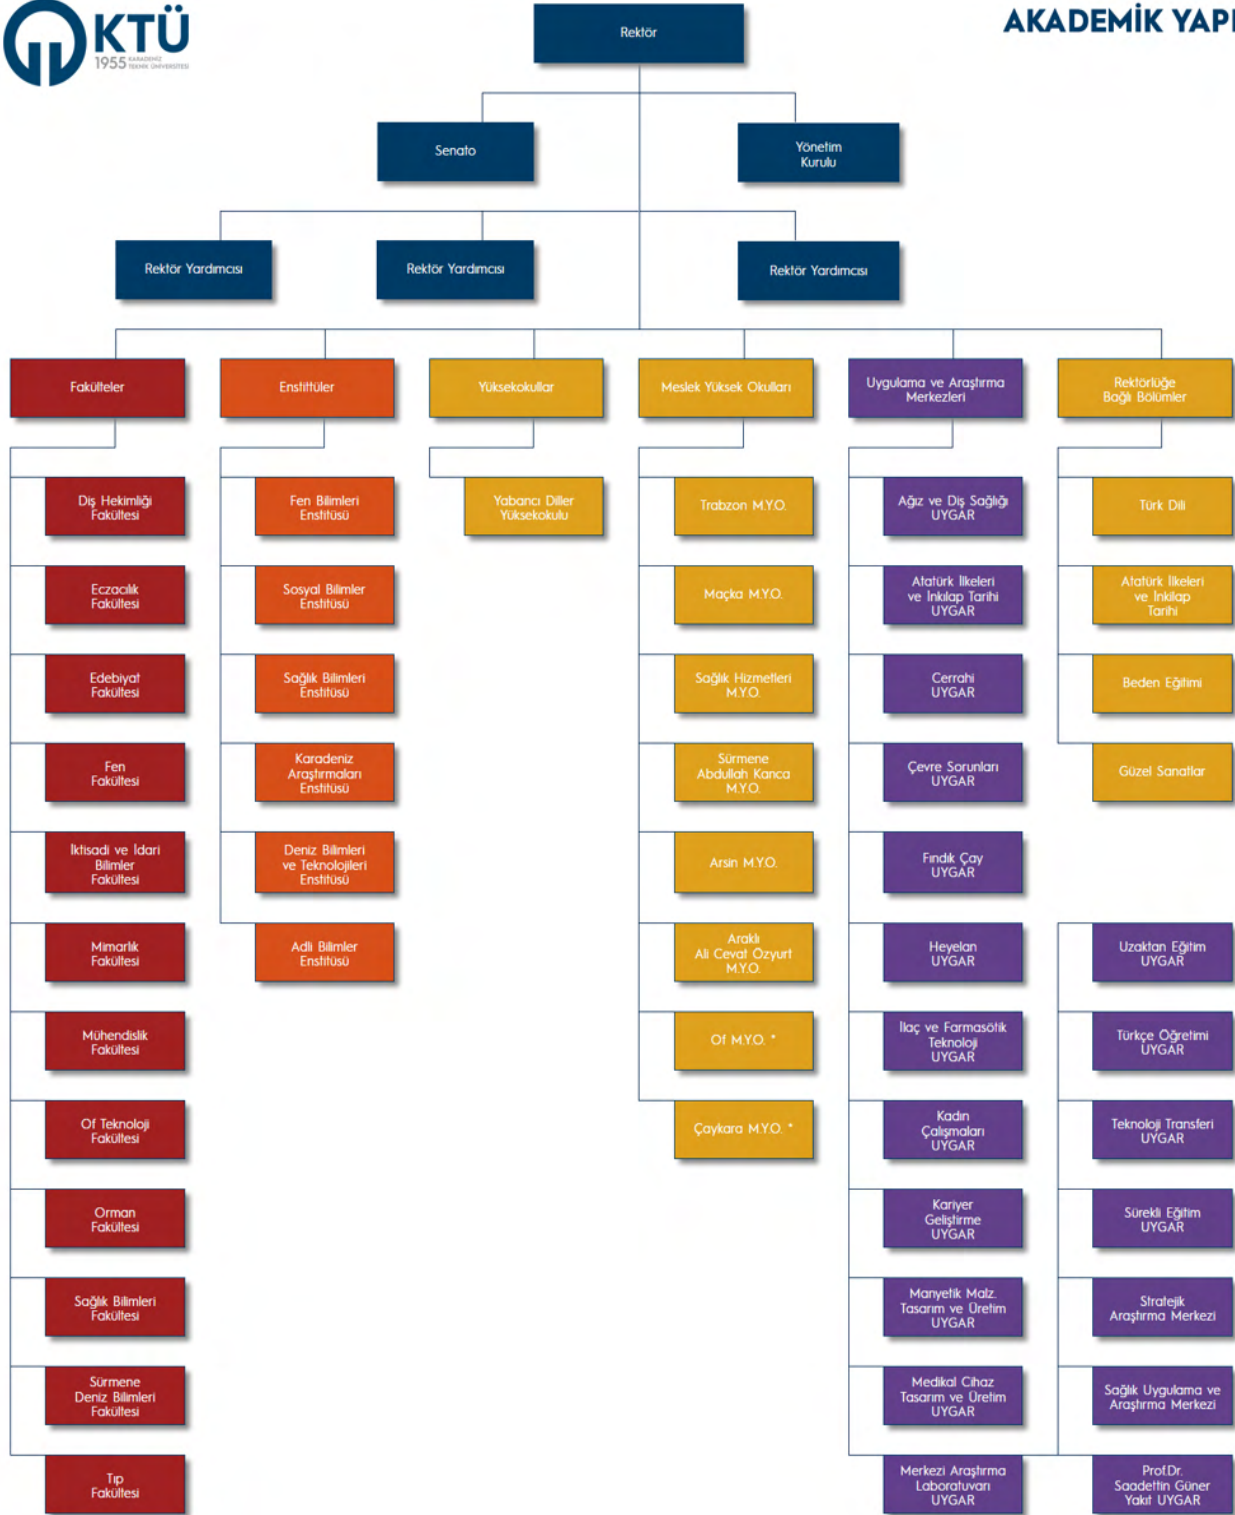 KTÜ
1955 KARADENİZ
TEKNİK ÜNİVERSİTESİ
AKADEMİK YAPI
Rektör
Senato
Yönetim
Kurulu
Rektör Yardımcısı
Rektör Yardımcısı
Rektör Yardımcısı
Fakülteler
Enstitüler
Yüksekokullar
Meslek Yüksek Okulları
Uygulama ve Araştırma
Merkezleri
Rektörlüğe
Bağlı Bölümler
Diş Hekimliği
Fakültesi
Eczacılık
Fakültesi
Edebiyat
Fakültesi
Fen
Fakültesi
İktisadi ve İdari
Bilimler
Fakültesi
Mimarlık
Fakültesi
Mühendislik
Fakültesi
Of Teknoloji
Fakültesi
Orman
Fakültesi
Sağlık Bilimleri
Fakültesi
Sürmene
Deniz Bilimleri
Fakültesi
Tıp
Fakültesi
Fen Bilimleri
Enstitüsü
Sosyal Bilimler
Enstitüsü
Sağlık Bilimleri
Enstitüsü
Karadeniz
Araştırmaları
Enstitüsü
Deniz Bilimleri
ve Teknolojileri
Enstitüsü
Adli Bilimler
Enstitüsü
Yabancı Diller
Yüksekokulu
Trabzon M.Y.O.
Maçka M.Y.O.
Sağlık Hizmetleri
M.Y.O.
Sürmene
Abdullah Kanca
M.Y.O.
Arsin M.Y.O.
Araklı
Ali Cevat Özyurt
M.Y.O.
Of M.Y.O. *
Çaykara M.Y.O. *
Ağız ve Diş Sağlığı
UYGAR
Atatürk İlkeleri
ve İnkılap Tarihi
UYGAR
Cerrahi
UYGAR
Çevre Sorunları
UYGAR
Fındık Çay
UYGAR
Heyelan
UYGAR
İlaç ve Farmasötik
Teknoloji
UYGAR
Kadın
Çalışmaları
UYGAR
Kariyer
Geliştirme
UYGAR
Manyetik Malz.
Tasarım ve Üretim
UYGAR
Medikal Cihaz
Tasarım ve Üretim
UYGAR
Merkezi Araştırma
Laboratuvarı
UYGAR
Türk Dili
Atatürk İlkeleri
ve İnkilap
Tarihi
Beden Eğitimi
Güzel Sanatlar
Uzaktan Eğitim
UYGAR
Türkçe Öğretimi
UYGAR
Teknoloji Transferi
UYGAR
Sürekli Eğitim
UYGAR
Stratejik
Araştırma Merkezi
Sağlık Uygulama ve
Araştırma Merkezi
Prof.Dr.
Saadettin Güner
Yakıt UYGAR